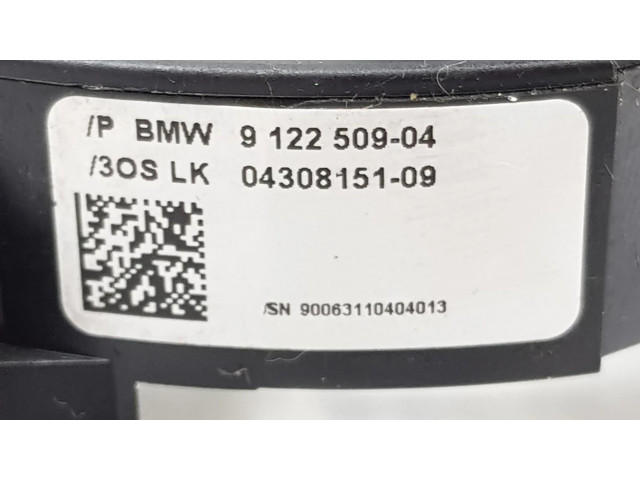 /P BMW 9 122 509-04
/3OS LK 04308151-09
/SN 90063110404013